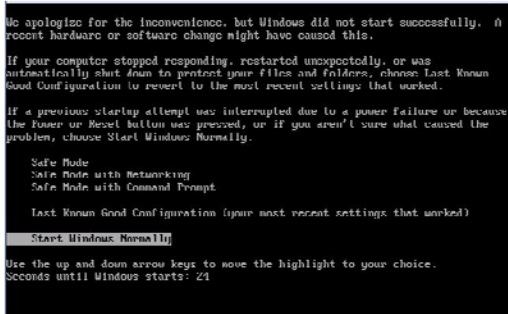 We apologize for the inconvenience, but Windows did not start successfully.  A
recent hardware or software change might have caused this.
If your computer stopped responding, restarted unexpectedly, or was
automatically shut down to protect your files and folders, choose Last Known
Good Configuration to revert to the most recent settings that worked.
If a previous startup attempt was interrupted due to a power failure or because
the Power or Reset button was pressed, or if you aren't sure what caused the
problem, choose Start Windows Normally.
Safe Mode
Safe Mode with Networking
Safe Mode with Command Prompt
Last Known Good Configuration (your most recent settings that worked)
Start Windows Normally
Use the up and down arrow keys to move the highlight to your choice.
Seconds until Windows starts: 24